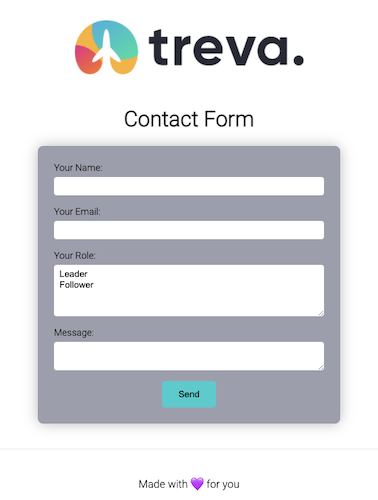 treva.
Contact Form
Your Name:
Your Email:
Your Role:
Leader
Follower
Message:
Send
Made with 💜 for you